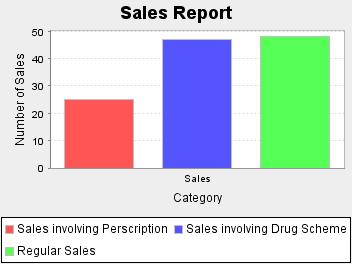 Sales Report
Number of Sales
50
40
30
20
10
0
Sales
Category
Sales involving Perscription
Sales involving Drug Scheme
Regular Sales